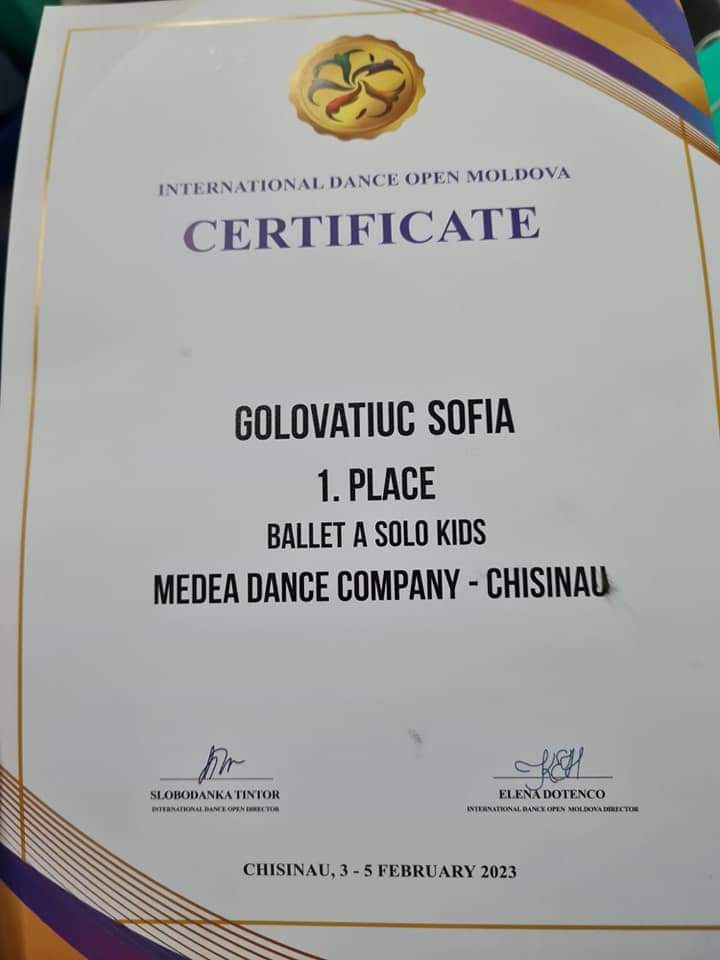 INTERNATIONAL DANCE OPEN MOLDOVA
CERTIFICATE
GOLOVATIUC SOFIA
1. PLACE
BALLET A SOLO KIDS
MEDEA DANCE COMPANY - CHISINAU
SLOBODANKA TINTOR
INTERNATIONAL DANCE OPEN DIRECTOR
ELENA DOTENCO
INTERNATIONAL DANCE OPEN MOLDOVA DIRECTOR
CHISINAU, 3 - 5 FEBRUARY 2023